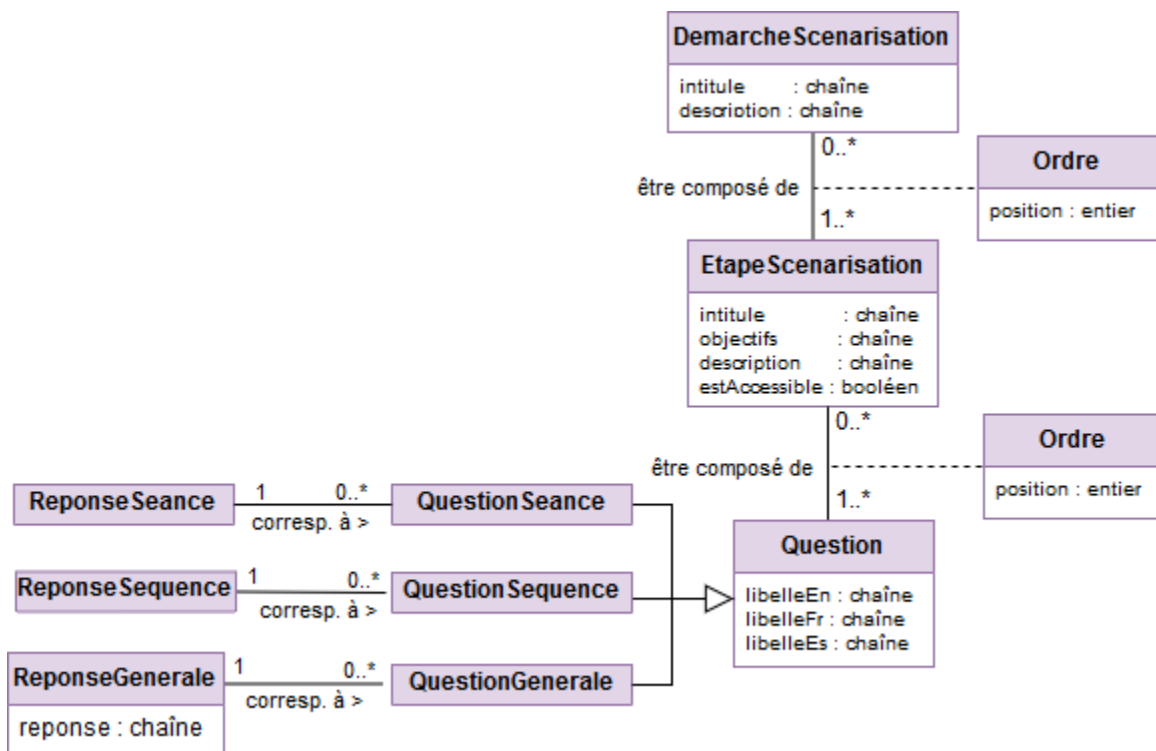 DemarcheScenarisation
intitule : chaîne
description : chaîne
0..*
être composé de
1..*
Ordre
position : entier
EtapeScenarisation
intitule : chaîne
objectifs : chaîne
description : chaîne
estAccessible : booléen
0..*
être composé de
1..*
Ordre
position : entier
Question
libelleEn : chaîne
libelleFr : chaîne
libelleEs : chaîne
ReponseSeance
1 0..*
corresp. à >
QuestionSeance
ReponseSequence
1 0..*
corresp. à >
QuestionSequence
ReponseGenerale
reponse : chaîne
1 0..*
corresp. à >
QuestionGenerale